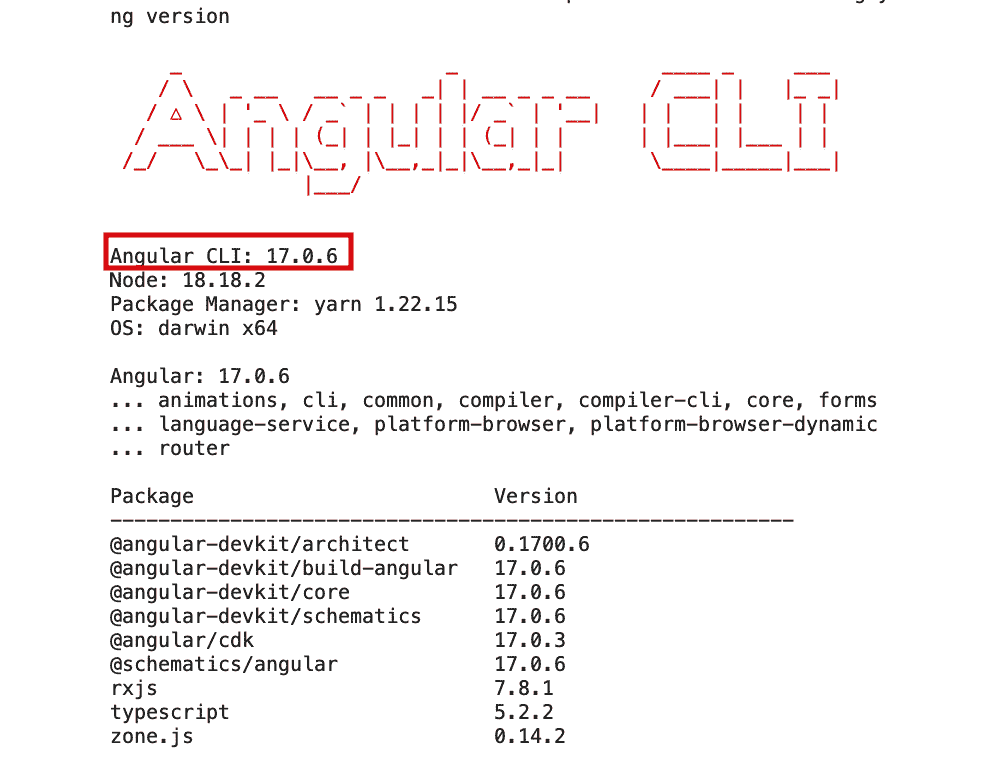 ng version
Angular CLI
Angular CLI: 17.0.6
Node: 18.18.2
Package Manager: yarn 1.22.15
OS: darwin x64
Angular: 17.0.6
... animations, cli, common, compiler, compiler-cli, core, forms
... language-service, platform-browser, platform-browser-dynamic
... router
Package Version
---------------------------------------------------------
@angular-devkit/architect 0.1700.6
@angular-devkit/build-angular 17.0.6
@angular-devkit/core 17.0.6
@angular-devkit/schematics 17.0.6
@angular/cdk 17.0.3
@schematics/angular 17.0.6
rxjs 7.8.1
typescript 5.2.2
zone.js 0.14.2